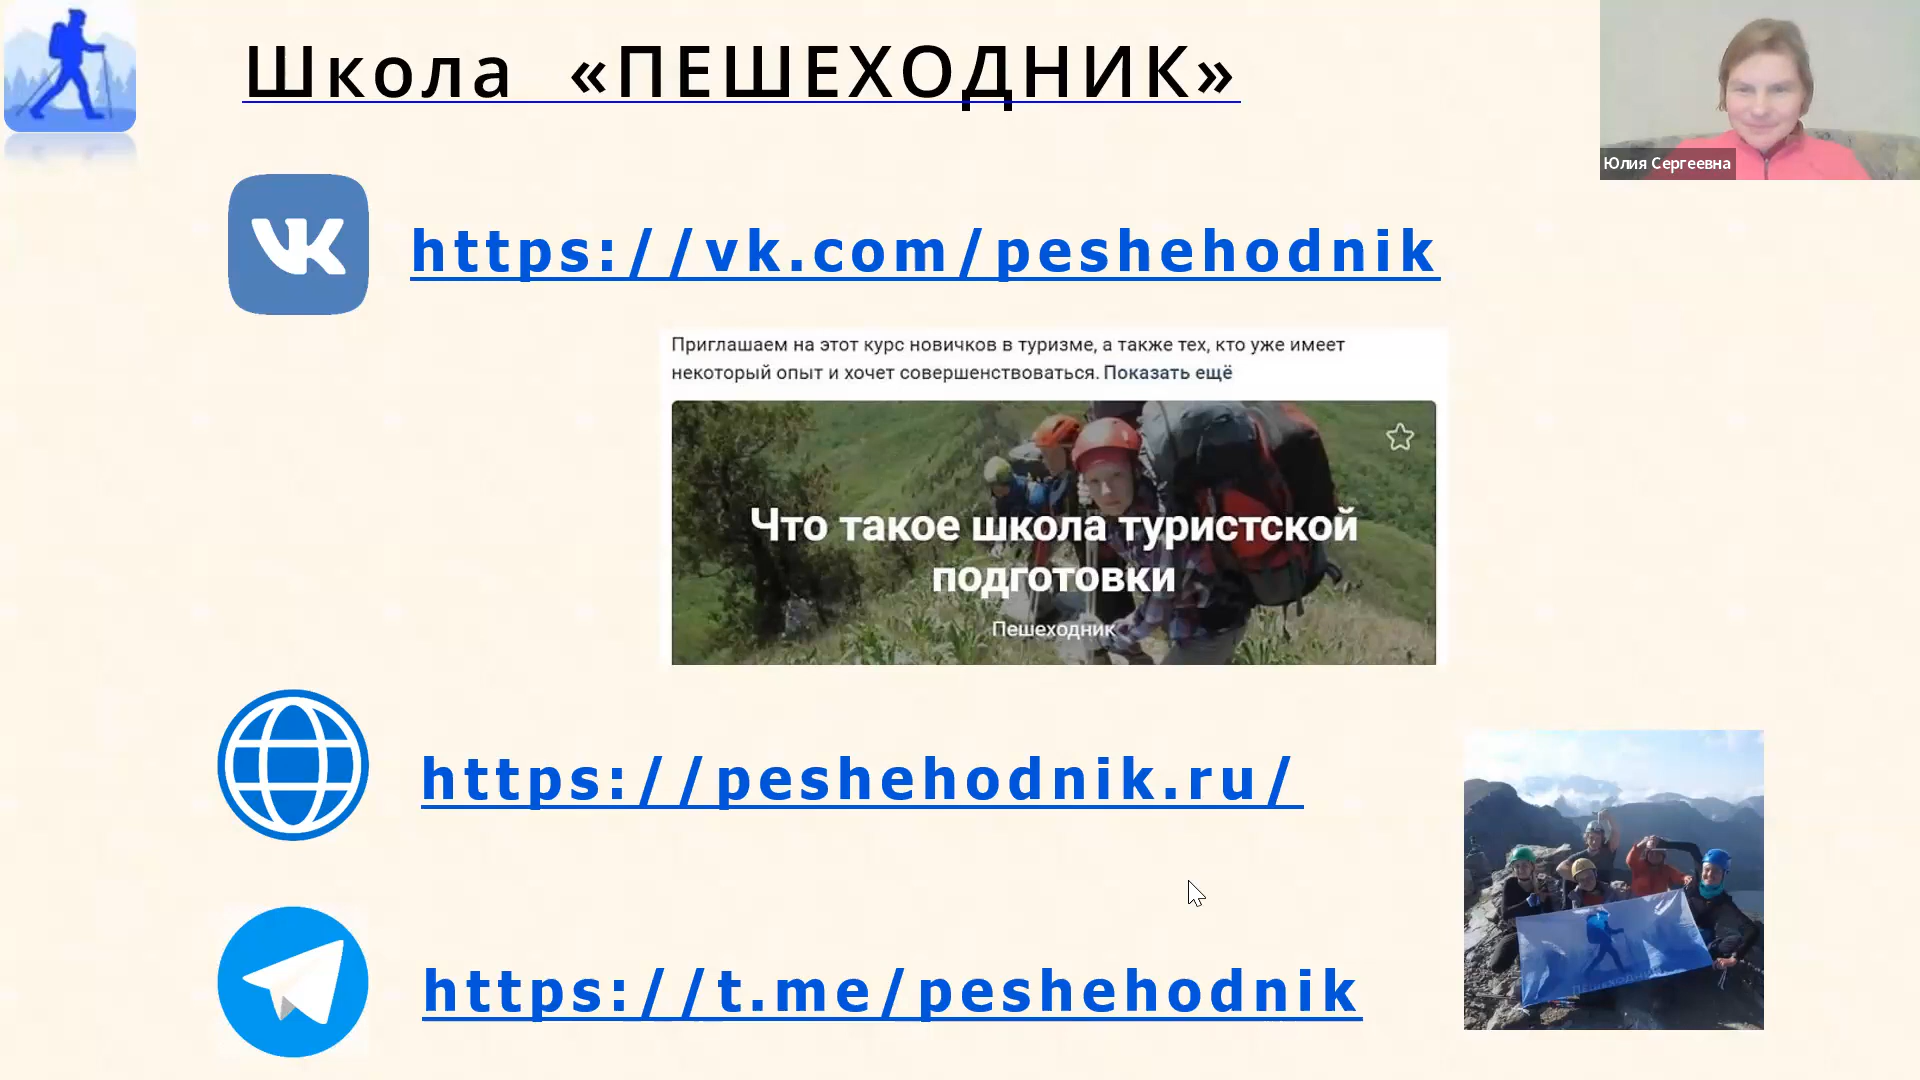 Школа «ПЕШЕХОДНИК»
Юлия Сергеевна
https://vk.com/peshehodnik
Приглашаем на этот курс новичков в туризме, а также тех, кто уже имеет
некоторый опыт и хочет совершенствоваться. Показать ещё
Что такое школа туристской
подготовки
Пешеходник
https://peshehodnik.ru/
https://t.me/peshehodnik
ПЕШЕХОДНИК